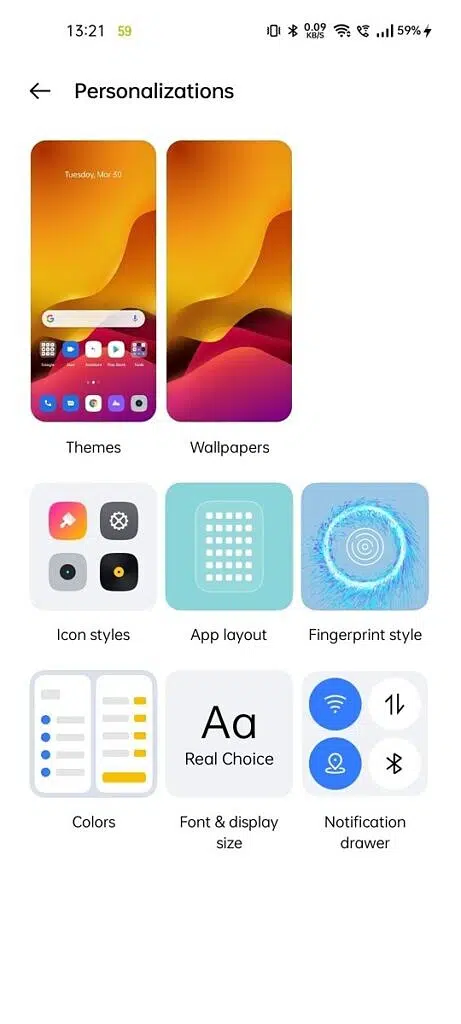 13:21 59 0.09 KB/S 59%
Personalizations
Tuesday, Mar 30
Themes
Wallpapers
Icon styles
App layout
Fingerprint style
Aa
Real Choice
Colors
Font & display
size
Notification
drawer